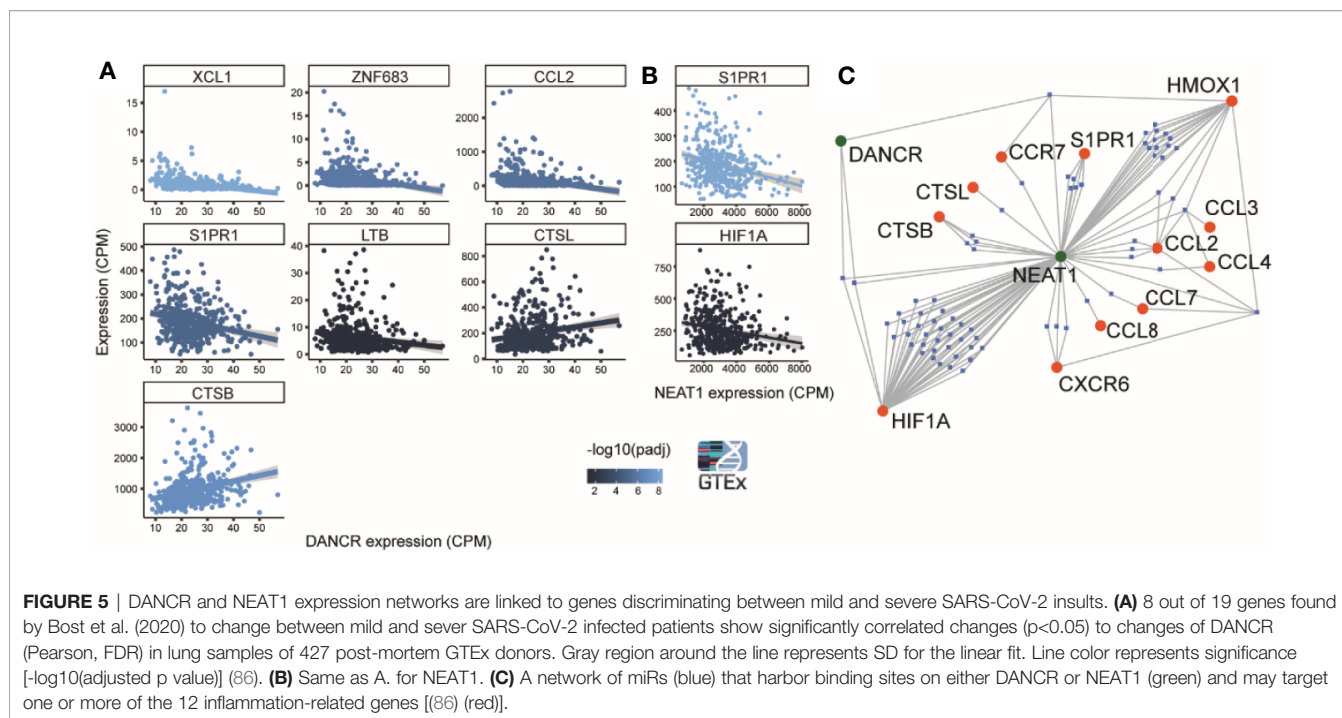 A
XCL1
ZNF683
CCL2
15
10
5
0
10 20 30 40 50
20
15
10
5
0
10 20 30 40 50
2000
1000
0
10 20 30 40 50
S1PR1
LTB
CTSL
500
400
300
200
100
10 20 30 40 50
40
30
20
10
0
10 20 30 40 50
800
600
400
200
0
10 20 30 40 50
CTSB
3000
2000
1000
10 20 30 40 50
Expression (CPM)
DANCR expression (CPM)
B
S1PR1
400
300
200
100
2000 4000 6000 8000
HIF1A
750
500
250
2000 4000 6000 8000
NEAT1 expression (CPM)
-log10(padj)
2 4 6 8
GTEx
C
HMOX1
DANCR
S1PR1
CCR7
CTSL
CCL3
CTSB
CCL2
CCL4
NEAT1
CCL7
CCL8
CXCR6
HIF1A
FIGURE 5 | DANCR and NEAT1 expression networks are linked to genes discriminating between mild and severe SARS-CoV-2 insults. (A) 8 out of 19 genes found
by Bost et al. (2020) to change between mild and sever SARS-CoV-2 infected patients show significantly correlated changes (p<0.05) to changes of DANCR
(Pearson, FDR) in lung samples of 427 post-mortem GTEx donors. Gray region around the line represents SD for the linear fit. Line color represents significance
[-log10(adjusted p value)] (86). (B) Same as A. for NEAT1. (C) A network of miRs (blue) that harbor binding sites on either DANCR or NEAT1 (green) and may target
one or more of the 12 inflammation-related genes [(86) (red)].